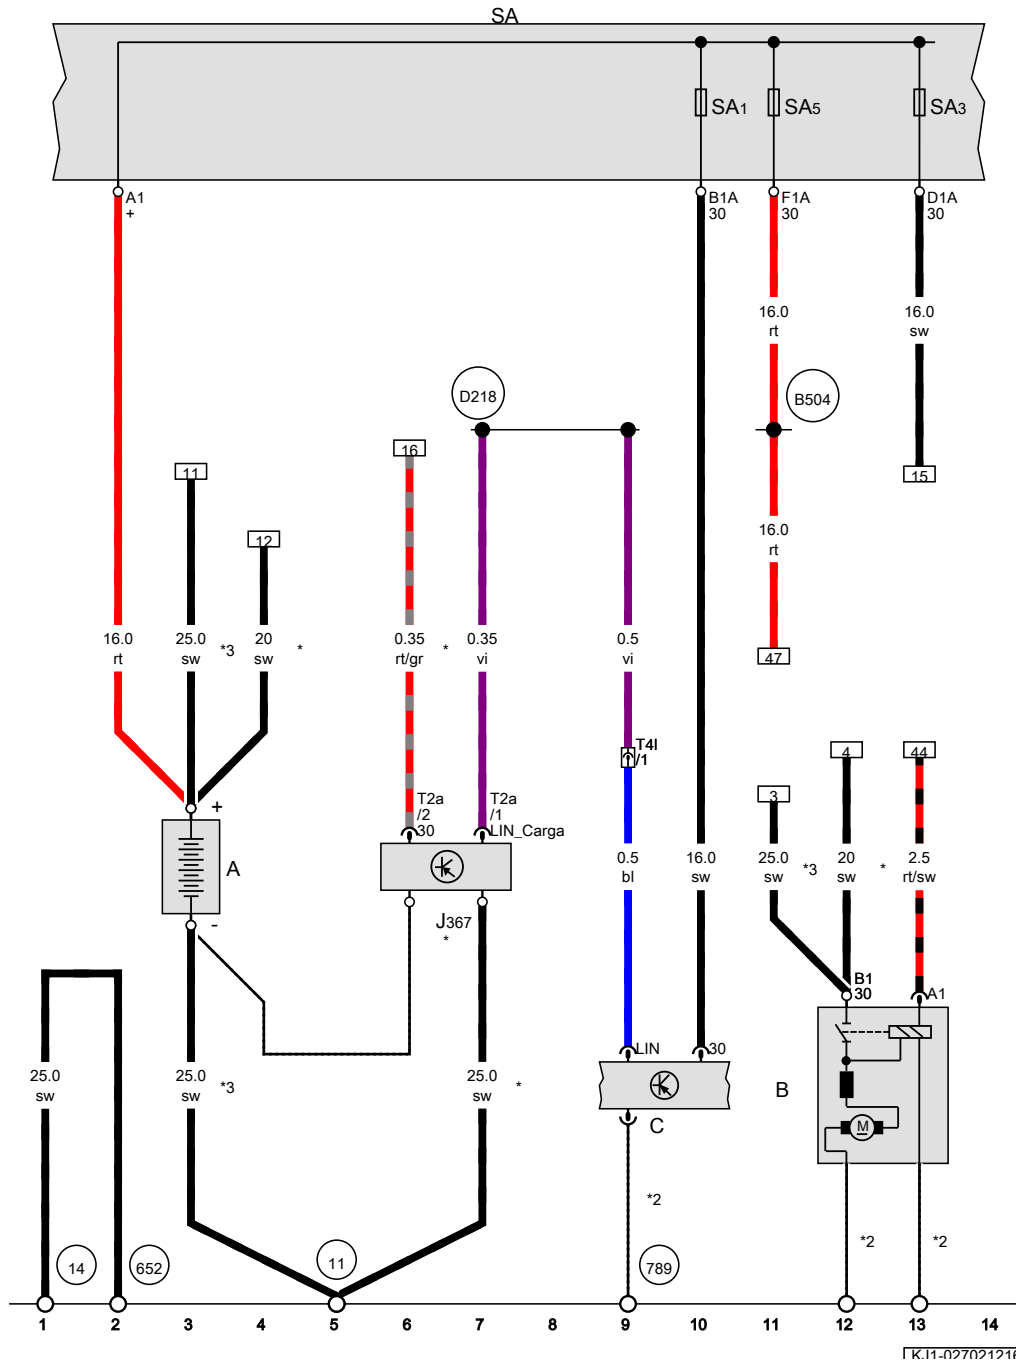 SA
SA1
SA5
SA3
A1
+
B1A
30
F1A
30
D1A
30
16.0
rt
16.0
sw
D218
B504
16
11
15
12
16.0
rt
16.0
rt
25.0
sw
*3
20
sw
*
0.35
rt/gr
*
0.35
vi
0.5
vi
47
T4I
/1
4
44
3
+
T2a
/2
30
T2a
/1
LIN_Carga
A
0.5
bl
16.0
sw
25.0
sw
*3
20
sw
*
2.5
rt/sw
-
J367
*
B1
30
A1
LIN
30
25.0
sw
25.0
sw
*3
25.0
sw
*
B
C
M
*2
*2
*2
14
652
11
789
1 2 3 4 5 6 7 8 9 10 11 12 13 14
KJ1-027021216